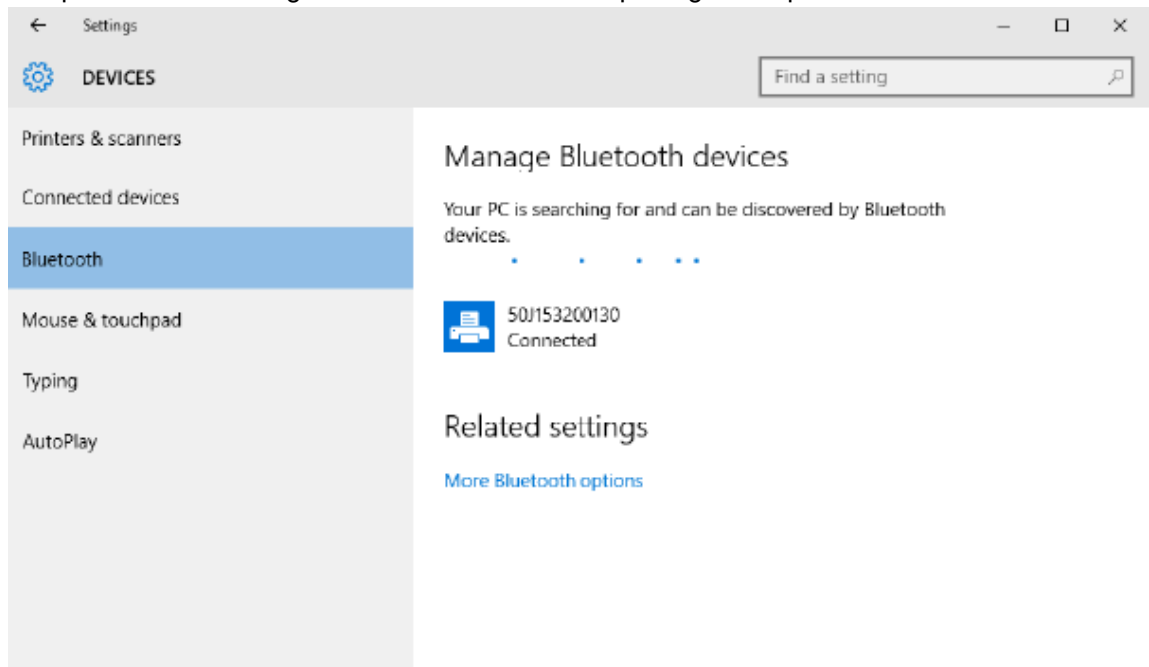 Settings
DEVICES
Find a setting
Printers & scanners
Connected devices
Bluetooth
Mouse & touchpad
Typing
AutoPlay
Manage Bluetooth devices
Your PC is searching for and can be discovered by Bluetooth
devices.
50J153200130
Connected
Related settings
More Bluetooth options